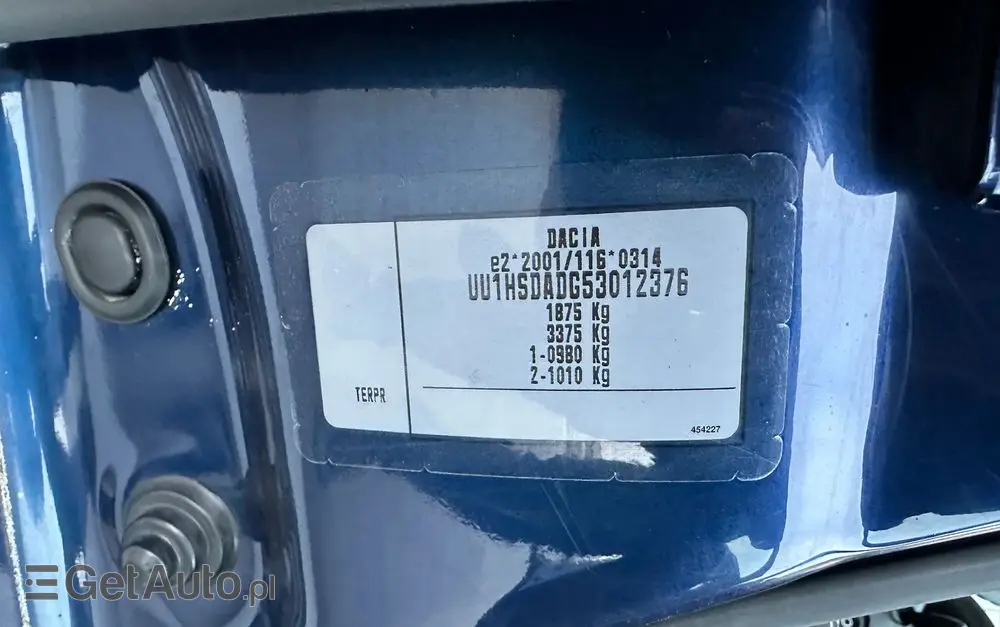 DACIA
e2*2001/116*0314
UU1HSDADG53012376
1875 Kg
3375 Kg
1-0980 Kg
2-1010 Kg
TERPR
454227
GetAuto.pl